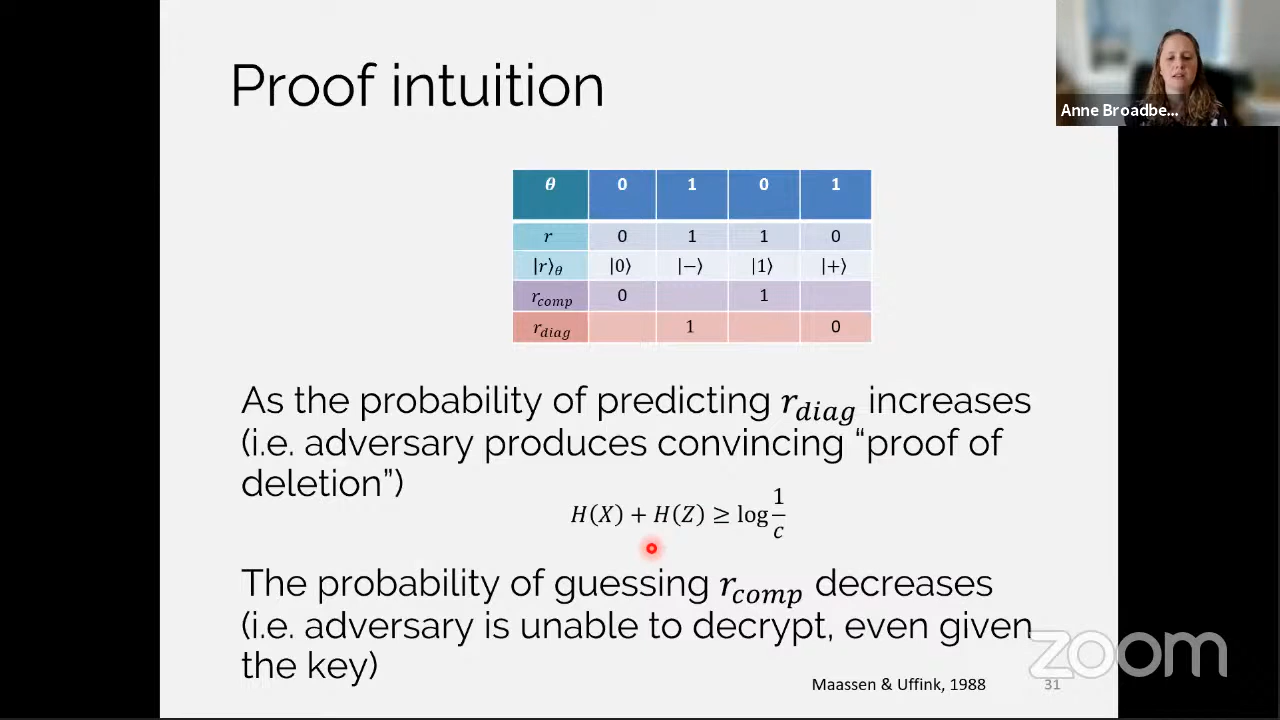 Proof intuition
Anne Broadbe...
θ 0 1 0 1
r 0 1 1 0
|r⟩θ |0⟩ |−⟩ |1⟩ |+⟩
r_comp 0 1
r_diag 1 0
As the probability of predicting r_diag increases
(i.e. adversary produces convincing “proof of
deletion”)
H(X) + H(Z) ≥ log 1/c
The probability of guessing r_comp decreases
(i.e. adversary is unable to decrypt, even given
the key)
zoom
Maassen & Uffink, 1988 31